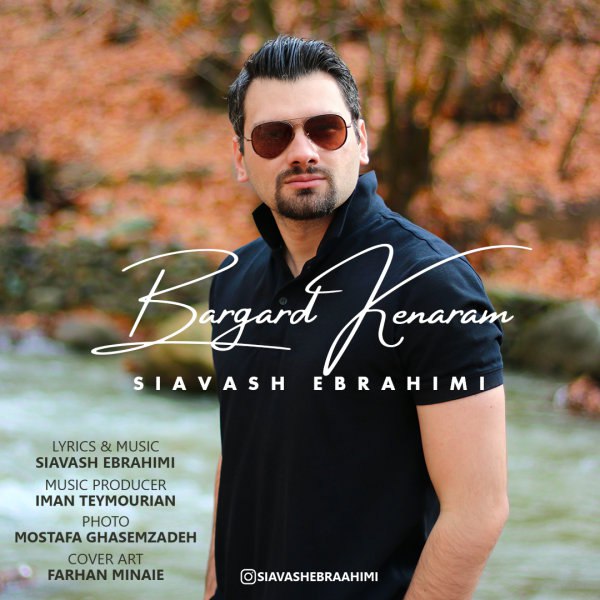 Bargard Kenaram
SIAVASH EBRAHIMI
LYRICS & MUSIC
SIAVASH EBRAHIMI
MUSIC PRODUCER
IMAN TEYMOURIAN
PHOTO
MOSTAFA GHASEMZADEH
COVER ART
FARHAN MINAIE
SIAVASHEBRAAHIMI